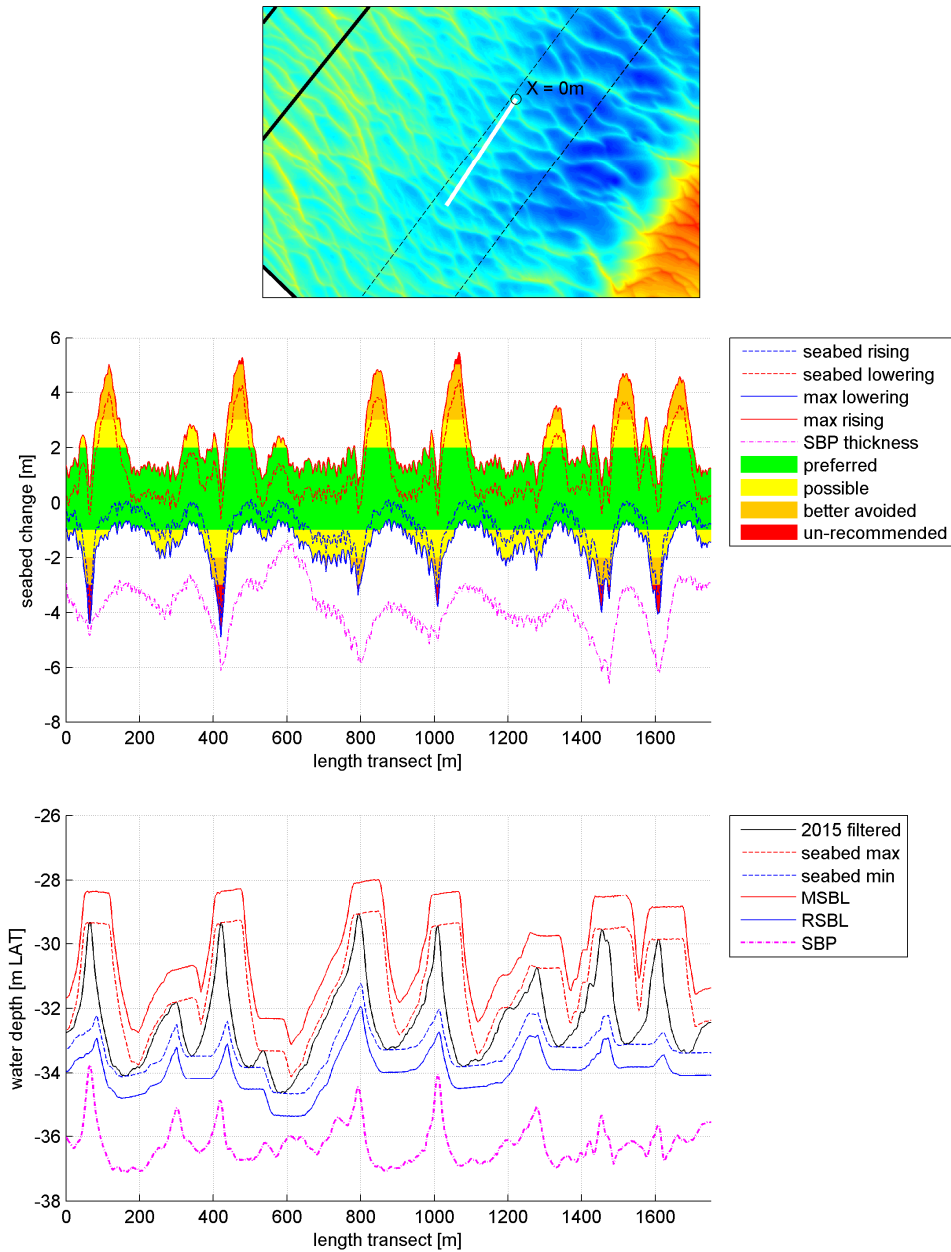 X = 0m
6
4
2
0
-2
-4
-6
-8
seabed change [m]
0 200 400 600 800 1000 1200 1400 1600
length transect [m]
seabed rising
seabed lowering
max lowering
max rising
SBP thickness
preferred
possible
better avoided
un-recommended
-26
-28
-30
-32
-34
-36
-38
water depth [m LAT]
0 200 400 600 800 1000 1200 1400 1600
length transect [m]
2015 filtered
seabed max
seabed min
MSBL
RSBL
SBP